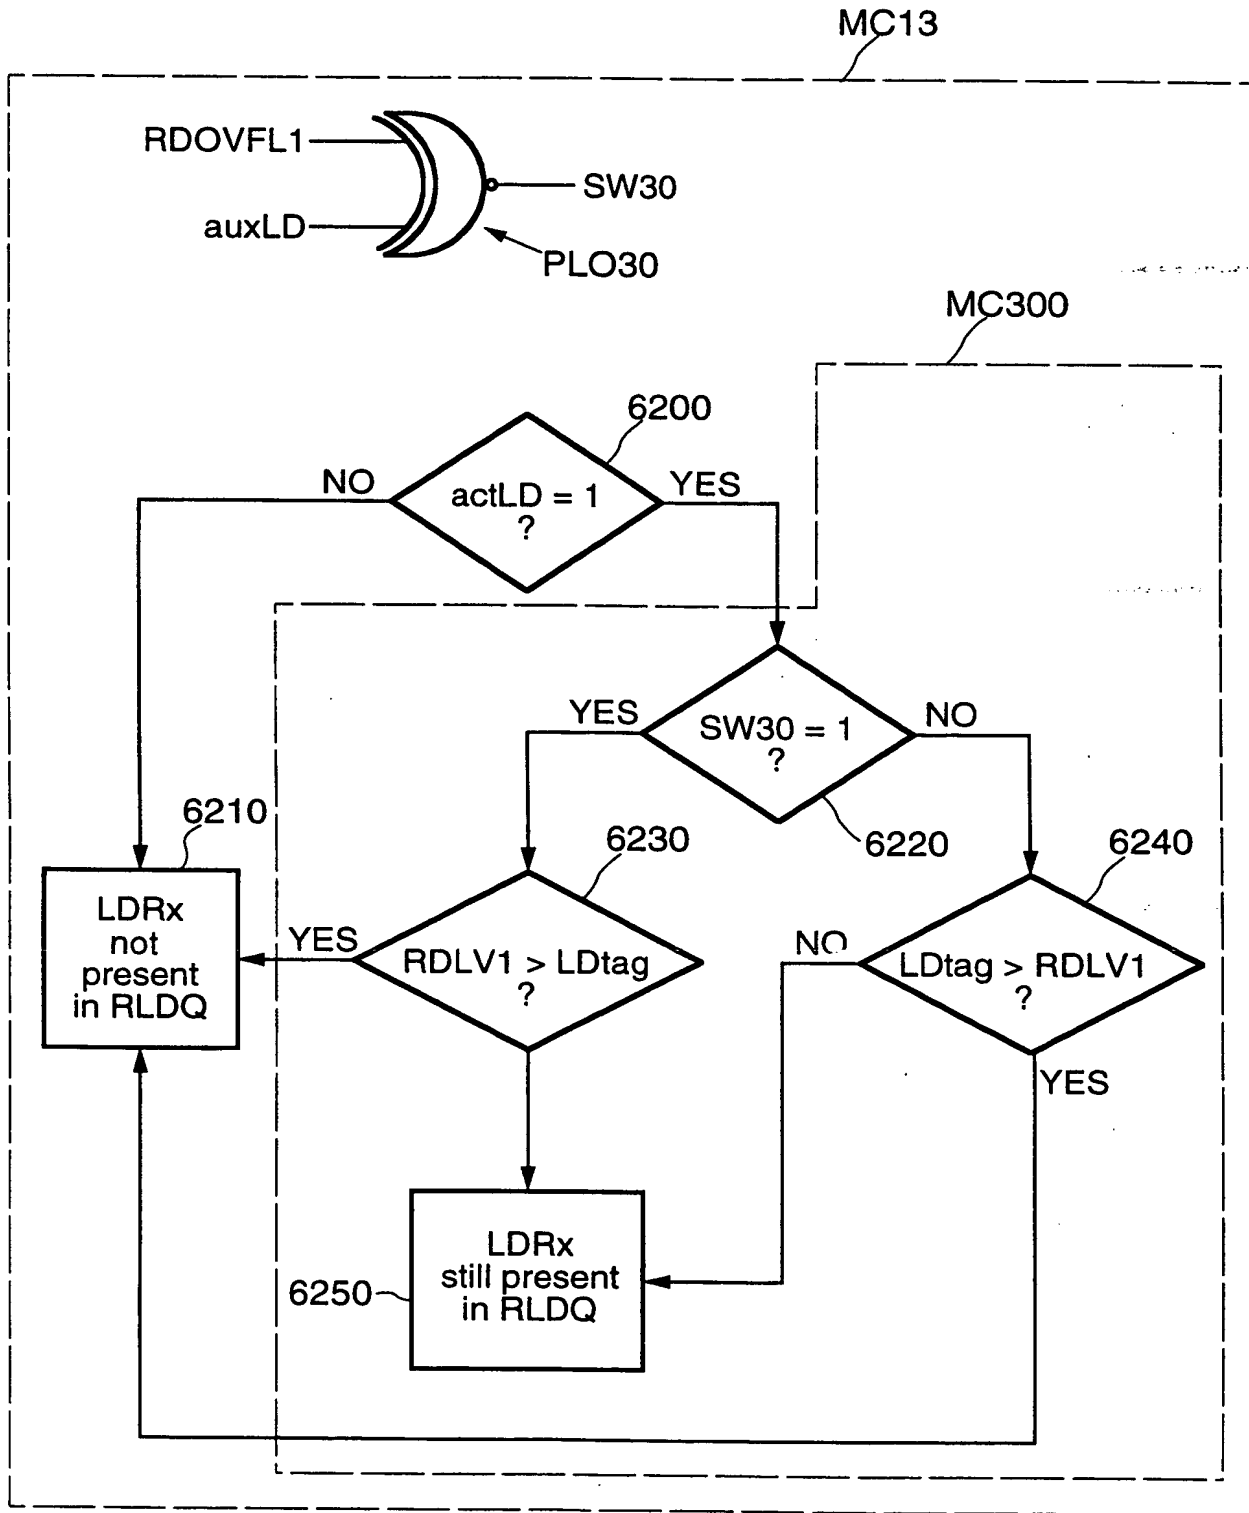 MC13
RDOVFL1
SW30
auxLD
PLO30
MC300
6200
NO
YES
actLD = 1
?
YES
NO
SW30 = 1
?
6210
6230
6220
6240
LDRx
not
present
in RLDQ
YES
RDLV1 > LDtag
?
NO
LDtag > RDLV1
?
YES
LDRx
still present
in RLDQ
6250